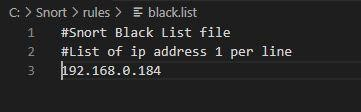 C: > Snort > rules > black.list
1 #Snort Black List file
2 #List of ip address 1 per line
3 192.168.0.184